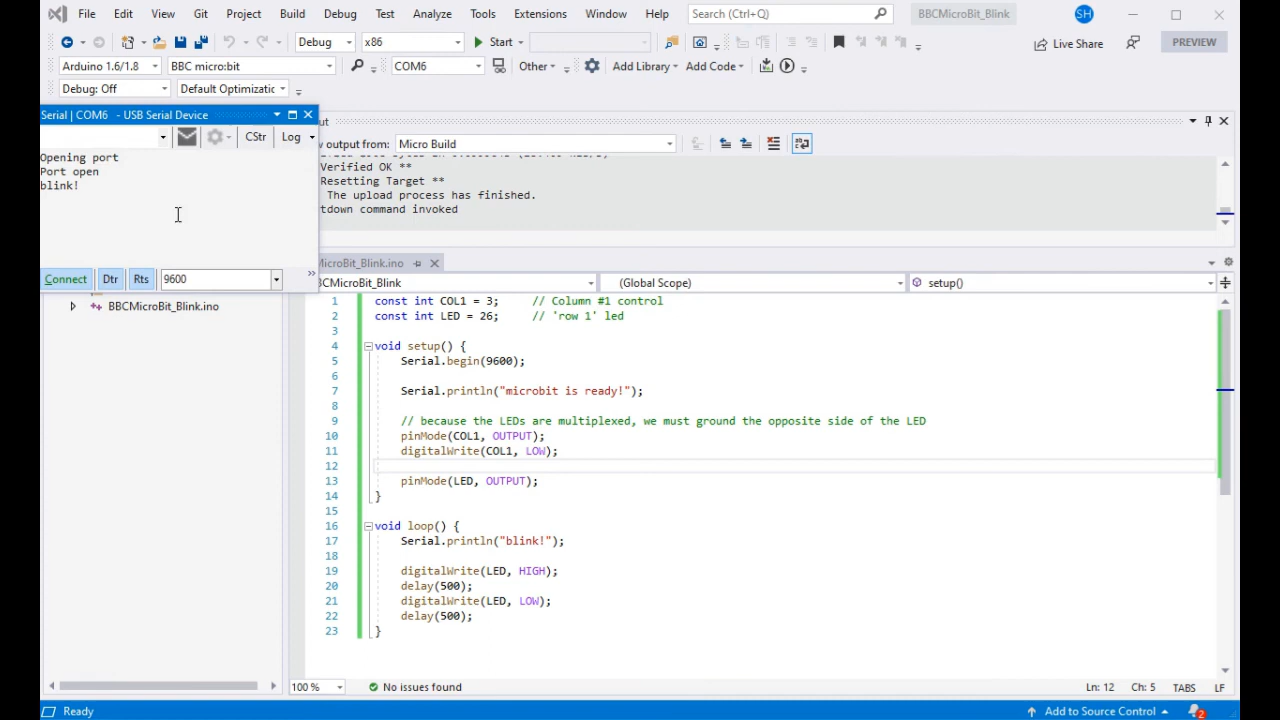 File Edit View Git Project Build Debug Test Analyze Tools Extensions Window Help Search (Ctrl+Q) BBCMicroBit_Blink SH
Debug x86 Start Live Share PREVIEW
Arduino 1.6/1.8 BBC micro:bit COM6 Other Add Library Add Code
Debug: Off Default Optimizatic
Serial | COM6 - USB Serial Device
CStr Log
Opening port
Port open
blink!
Connect Dtr Rts 9600
ut
w output from: Micro Build
Verified OK **
Resetting Target **
The upload process has finished.
tdown command invoked
BBCMicroBit_Blink.ino
MicroBit_Blink.ino
BCMicroBit_Blink (Global Scope) setup()
1 const int COL1 = 3; // Column #1 control
2 const int LED = 26; // 'row 1' led
3
4 void setup() {
5 Serial.begin(9600);
6
7 Serial.println("microbit is ready!");
8
9 // because the LEDs are multiplexed, we must ground the opposite side of the LED
10 pinMode(COL1, OUTPUT);
11 digitalWrite(COL1, LOW);
12
13 pinMode(LED, OUTPUT);
14 }
15
16 void loop() {
17 Serial.println("blink!");
18
19 digitalWrite(LED, HIGH);
20 delay(500);
21 digitalWrite(LED, LOW);
22 delay(500);
23 }
100 % No issues found Ln: 12 Ch: 5 TABS LF
Ready Add to Source Control 2